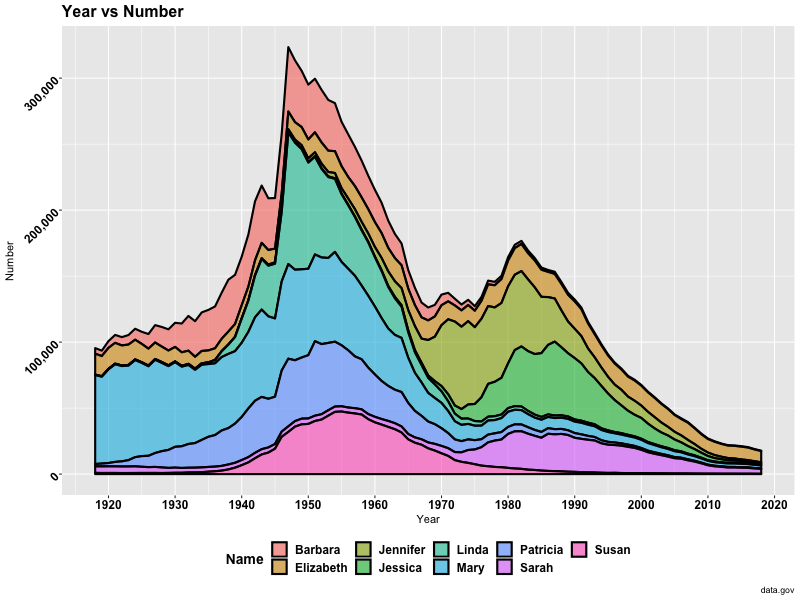 Year vs Number
300,000
200,000
100,000
0
Number
1920 1930 1940 1950 1960 1970 1980 1990 2000 2010 2020
Year
Name
Barbara Jennifer Linda Patricia Susan
Elizabeth Jessica Mary Sarah
data.gov